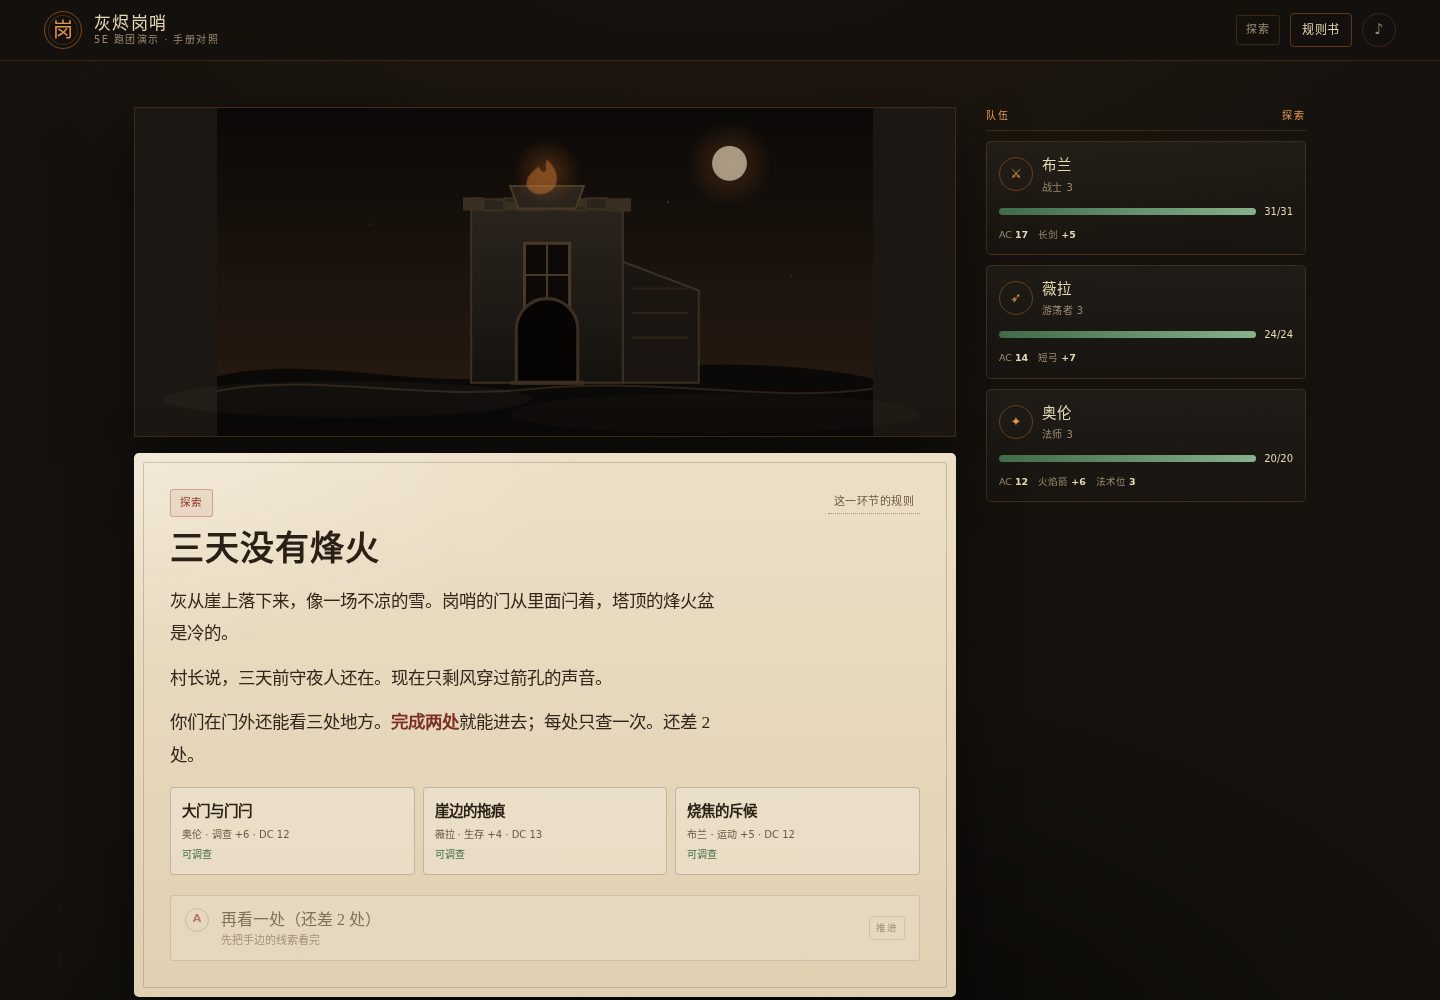 岗
灰烬岗哨
5E 跑团演示 · 手册对照
探索
规则书
♪
队伍
探索
布兰
战士 3
31/31
AC 17 长剑 +5
薇拉
游荡者 3
24/24
AC 14 短弓 +7
奥伦
法师 3
20/20
AC 12 火焰箭 +6 法术位 3
探索
这一环节的规则
三天没有烽火
灰从崖上落下来，像一场不凉的雪。岗哨的门从里面闩着，塔顶的烽火盆
是冷的。
村长说，三天前守夜人还在。现在只剩风穿过箭孔的声音。
你们在门外还能看三处地方。完成两处就能进去；每处只查一次。还差 2
处。
大门与门闩
奥伦 · 调查 +6 · DC 12
可调查
崖边的拖痕
薇拉 · 生存 +4 · DC 13
可调查
烧焦的斥候
布兰 · 运动 +5 · DC 12
可调查
A
再看一处（还差 2 处）
先把手边的线索看完
推进